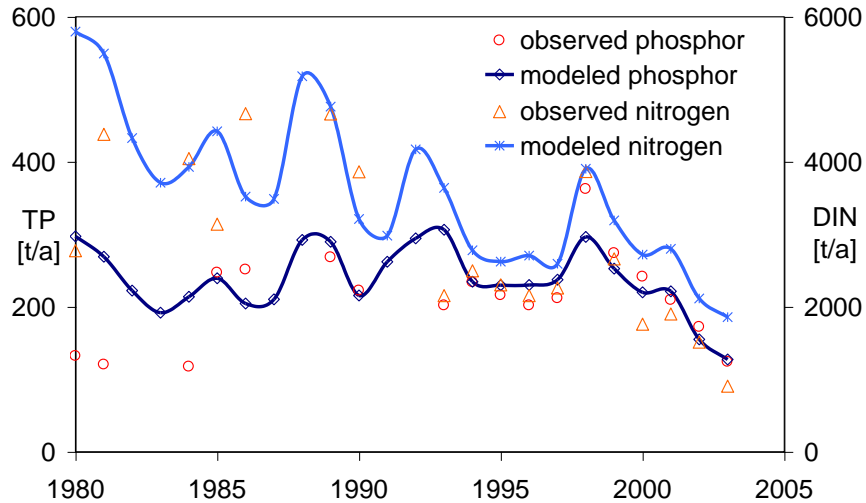 600
6000
observed phosphor
modeled phosphor
observed nitrogen
modeled nitrogen
400
4000
TP
[t/a]
DIN
[t/a]
200
2000
0
0
1980
1985
1990
1995
2000
2005